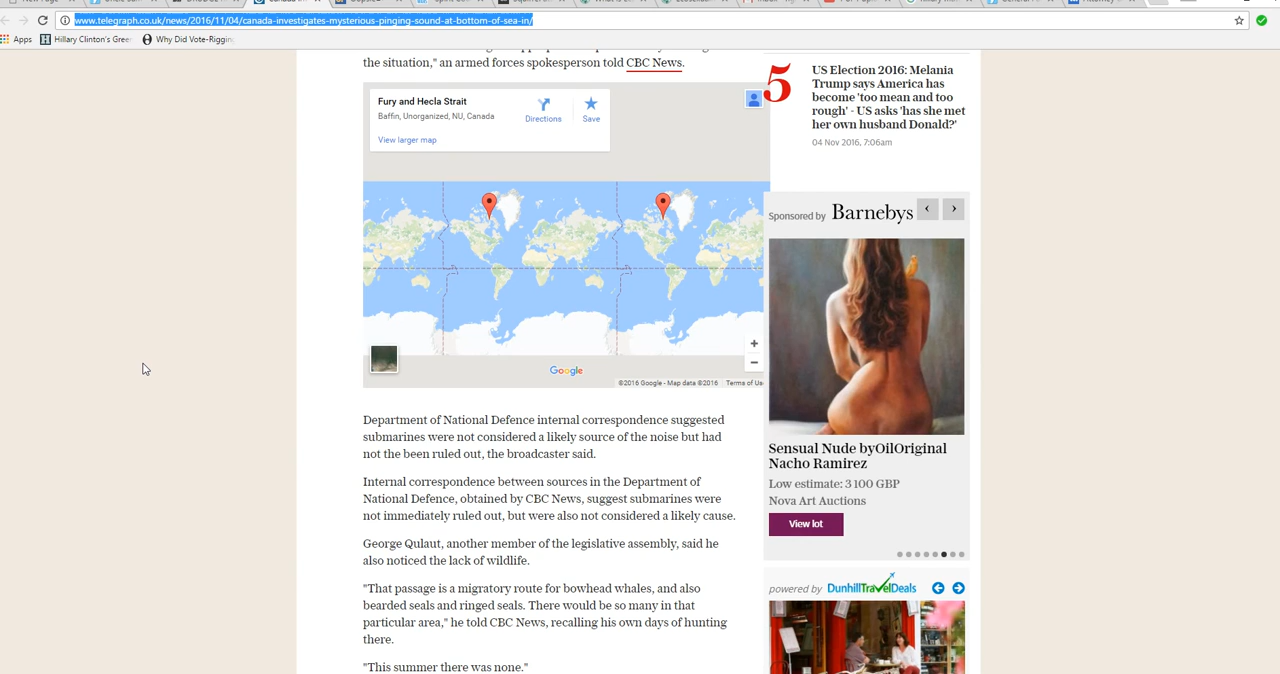 www.telegraph.co.uk/news/2016/11/04/canada-investigates-mysterious-pinging-sound-at-bottom-of-sea-in/
Apps
Hillary Clinton's Gree
Why Did Vote-Riggin
the situation," an armed forces spokesperson told CBC News.
Fury and Hecla Strait
Baffin, Unorganized, NU, Canada
View larger map
Directions
Save
Google
©2016 Google - Map data ©2016
Terms of Us
Department of National Defence internal correspondence suggested
submarines were not considered a likely source of the noise but had
not the been ruled out, the broadcaster said.
Internal correspondence between sources in the Department of
National Defence, obtained by CBC News, suggest submarines were
not immediately ruled out, but were also not considered a likely cause.
George Qulaut, another member of the legislative assembly, said he
also noticed the lack of wildlife.
"That passage is a migratory route for bowhead whales, and also
bearded seals and ringed seals. There would be so many in that
particular area," he told CBC News, recalling his own days of hunting
there.
"This summer there was none."
5
US Election 2016: Melania
Trump says America has
become 'too mean and too
rough' - US asks 'has she met
her own husband Donald?'
04 Nov 2016, 7:06am
Sponsored by Barnebys
Sensual Nude byOilOriginal
Nacho Ramirez
Low estimate: 3 100 GBP
Nova Art Auctions
View lot
powered by DunhillTravelDeals